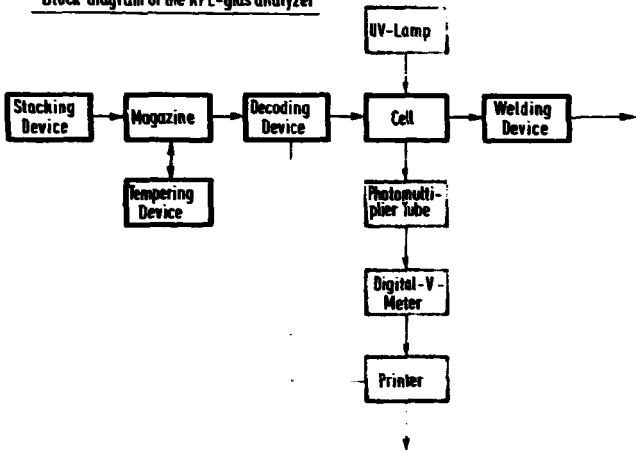 Block diagram of the RPL-glas analyzer
UV-Lamp
Stacking
Device
Magazine
Decoding
Device
Cell
Welding
Device
Tempering
Device
Photomulti-
plier Tube
Digital-V-
Meter
Printer